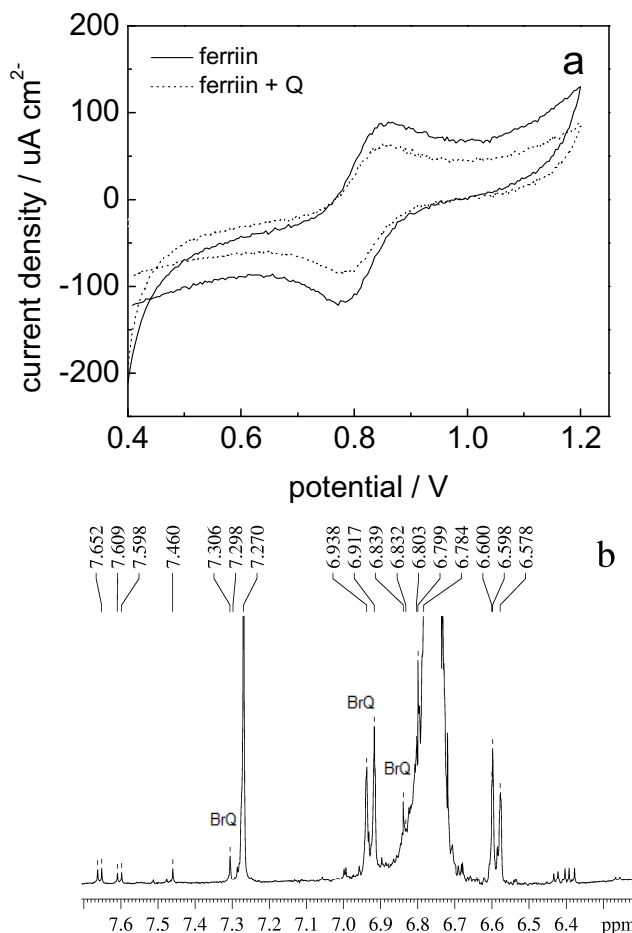 200
100
0
-100
-200
current density / uA cm²⁻
ferriin
ferriin + Q
a
0.4 0.6 0.8 1.0 1.2
potential / V
7.652
7.609
7.598
7.460
7.306
7.298
7.270
6.938
6.917
6.839
6.832
6.803
6.799
6.784
6.600
6.598
6.578
b
BrQ
BrQ
BrQ
7.6 7.5 7.4 7.3 7.2 7.1 7.0 6.9 6.8 6.7 6.6 6.5 6.4 ppm